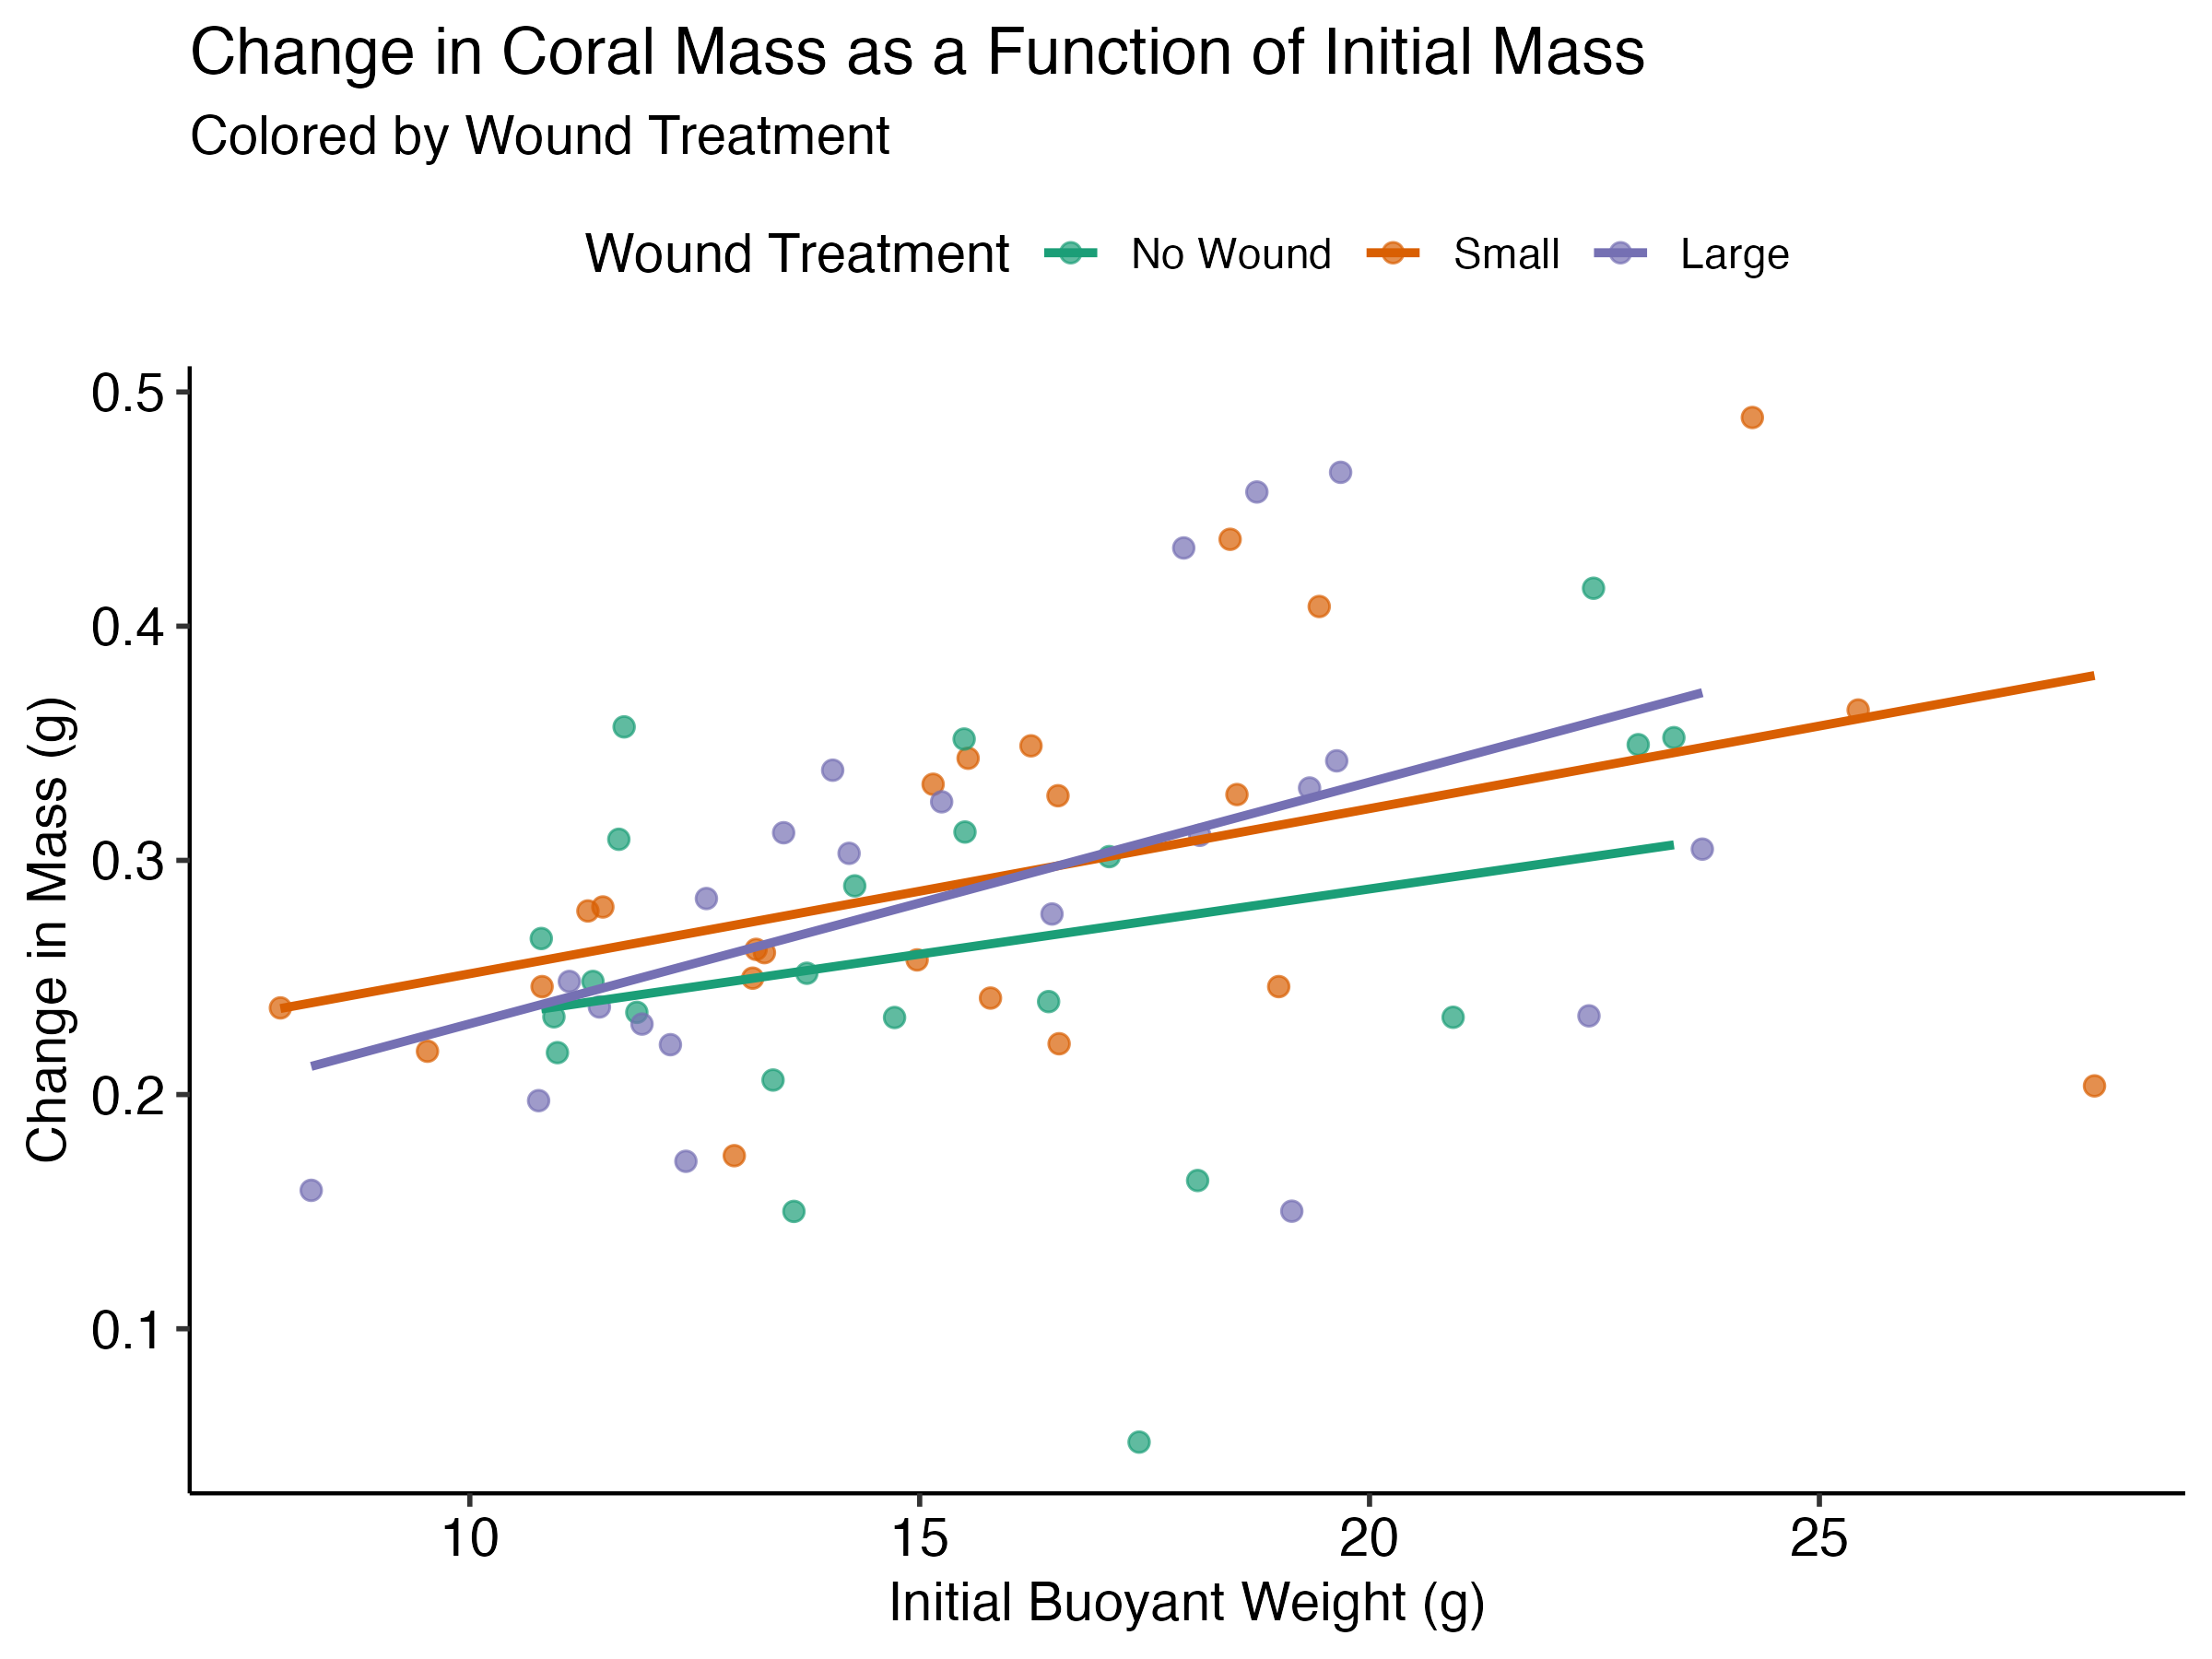 Change in Coral Mass as a Function of Initial Mass
Colored by Wound Treatment
Wound Treatment No Wound Small Large
0.5
0.4
0.3
0.2
0.1
Change in Mass (g)
10 15 20 25
Initial Buoyant Weight (g)